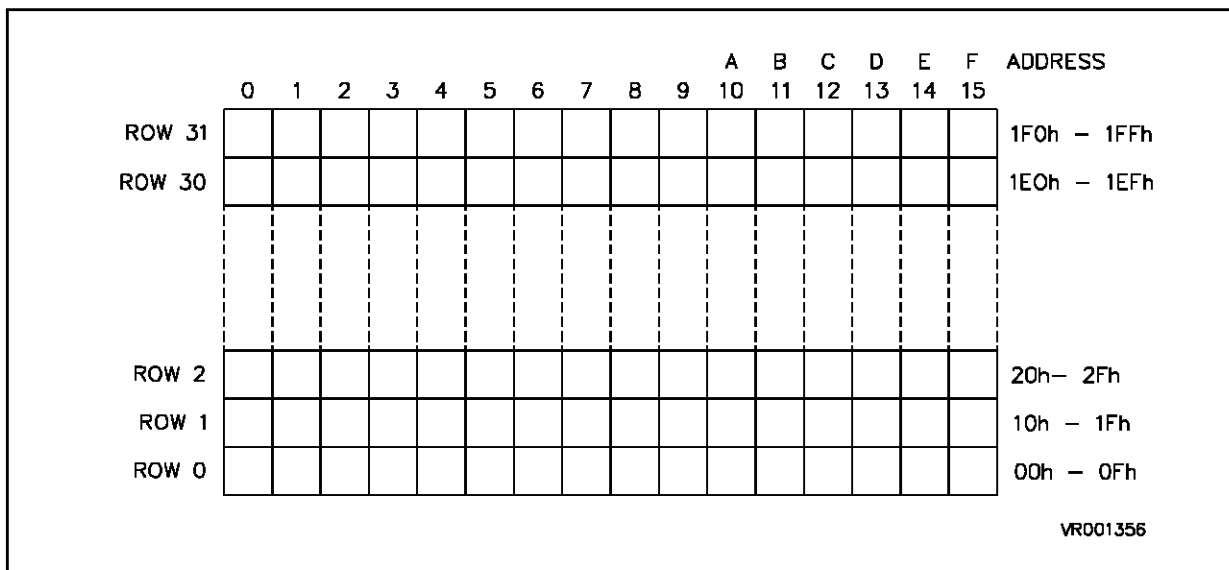 A B C D E F ADDRESS
0 1 2 3 4 5 6 7 8 9 10 11 12 13 14 15
ROW 31 1F0h – 1FFh
ROW 30 1E0h – 1EFh
ROW 2 20h– 2Fh
ROW 1 10h – 1Fh
ROW 0 00h – 0Fh
VR001356